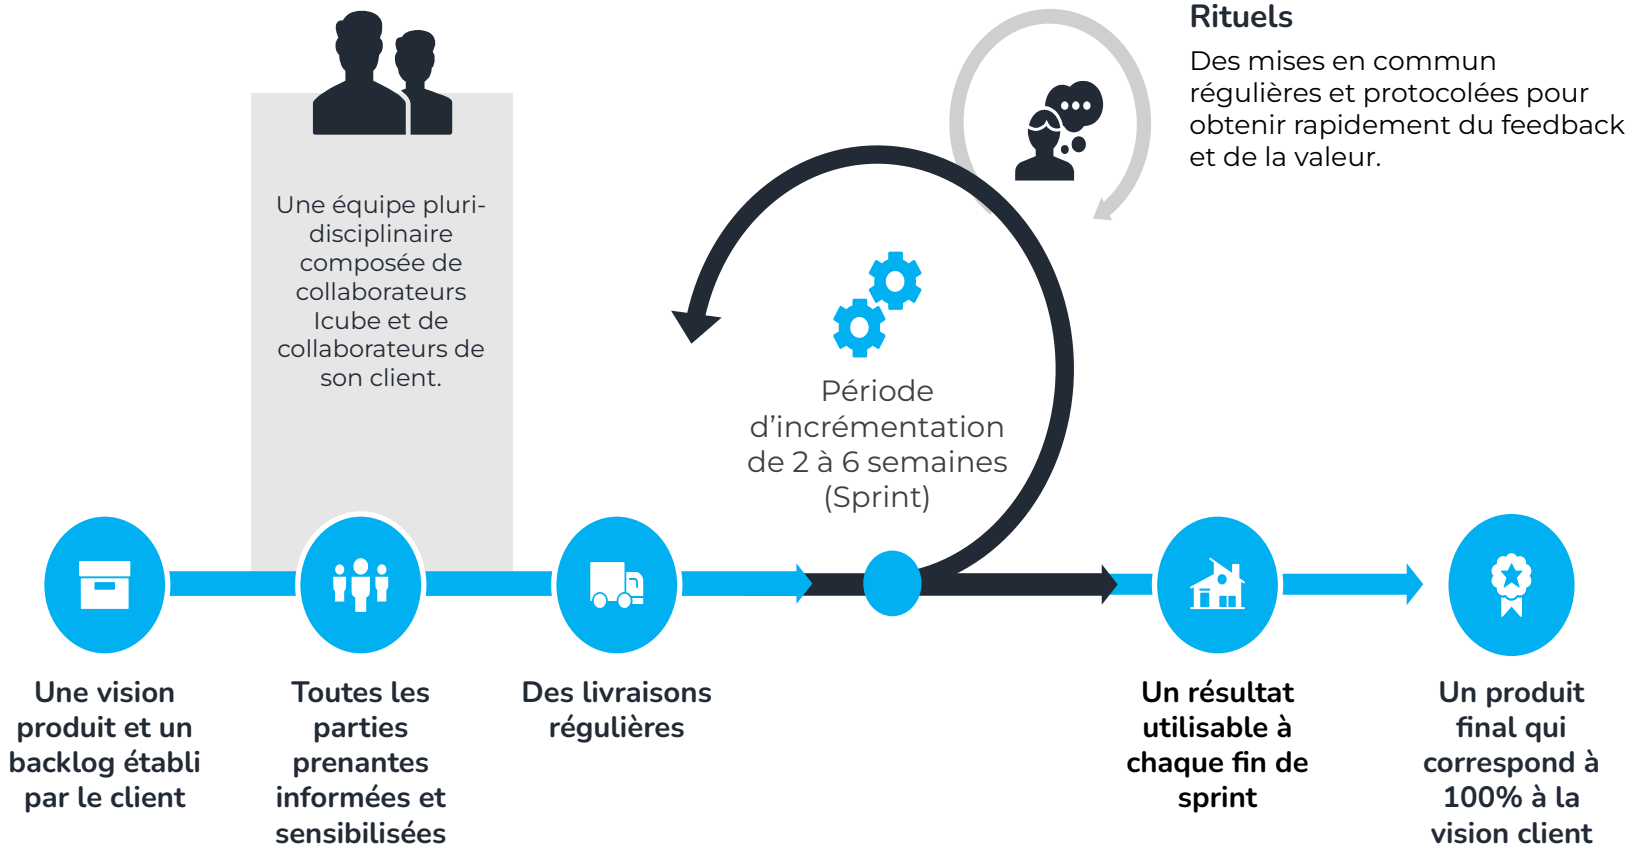 Rituels
Des mises en commun
régulières et protocolées pour
obtenir rapidement du feedback
et de la valeur.
Une équipe pluri-
disciplinaire
composée de
collaborateurs
Icube et de
collaborateurs de
son client.
Période
d’incrémentation
de 2 à 6 semaines
(Sprint)
Une vision
produit et un
backlog établi
par le client
Toutes les
parties
prenantes
informées et
sensibilisées
Des livraisons
régulières
Un résultat
utilisable à
chaque fin de
sprint
Un produit
final qui
correspond à
100% à la
vision client